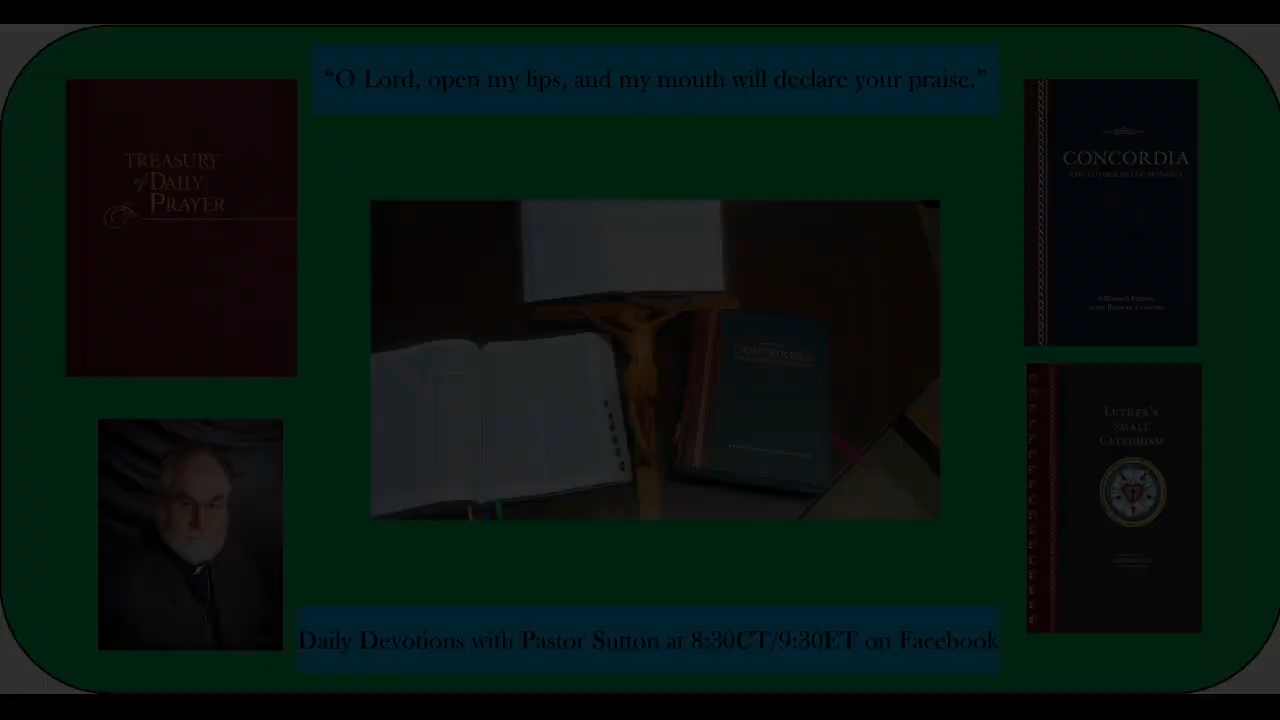 “O Lord, open my lips, and my mouth will declare your praise.”
TREASURY
of DAILY
PRAYER
CONCORDIA
THE LUTHERAN CONFESSIONS
CONCORDIA
LUTHER'S
SMALL
CATECHISM
Daily Devotions with Pastor Sutton at 8:30CT/9:30ET on Facebook